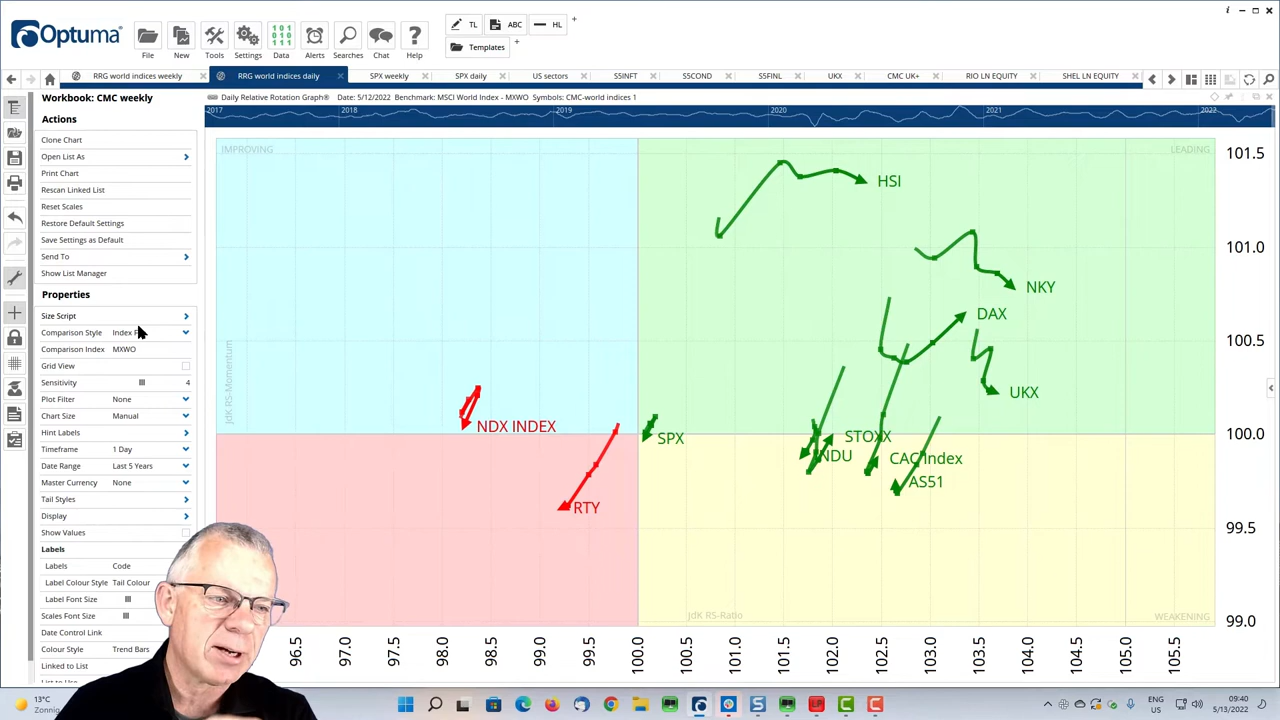 Optuma
File
New
Tools
Settings
Data
Alerts
Searches
Chat
Help
TL
ABC
HL
Templates
RRG world indices weekly
RRG world indices daily
SPX weekly
SPX daily
US sectors
S5INFT
S5COND
S5FINL
UKX
CMC UK+
RIO LN EQUITY
SHEL LN EQUITY
Workbook: CMC weekly
Actions
Clone Chart
Open List As
Print Chart
Rescan Linked List
Reset Scales
Restore Default Settings
Save Settings as Default
Send To
Show List Manager
Properties
Size Script
Comparison Style Index
Comparison Index MXWO
Grid View
Sensitivity 4
Plot Filter None
Chart Size Manual
Hint Labels
Timeframe 1 Day
Date Range Last 5 Years
Master Currency None
Tail Styles
Display
Show Values
Labels
Labels Code
Label Colour Style Tail Colour
Label Font Size
Scales Font Size
Date Control Link
Colour Style Trend Bars
Linked to List
Daily Relative Rotation Graph® Date: 5/12/2022 Benchmark: MSCI World Index - MXWO Symbols: CMC-world indices 1
2017 2018 2019 2020 2021 2022
IMPROVING
LEADING
HSI
NKY
DAX
UKX
NDX INDEX
SPX
STOXX
INDU
CAC Index
AS51
RTY
JdK RS-Momentum
JdK RS-Ratio
WEAKENING
101.5
101.0
100.5
100.0
99.5
99.0
96.5 97.0 97.5 98.0 98.5 99.0 99.5 100.0 100.5 101.0 101.5 102.0 102.5 103.0 103.5 104.0 104.5 105.0 105.5
13°C
Zonnig
ENG
US
09:40
5/13/2022